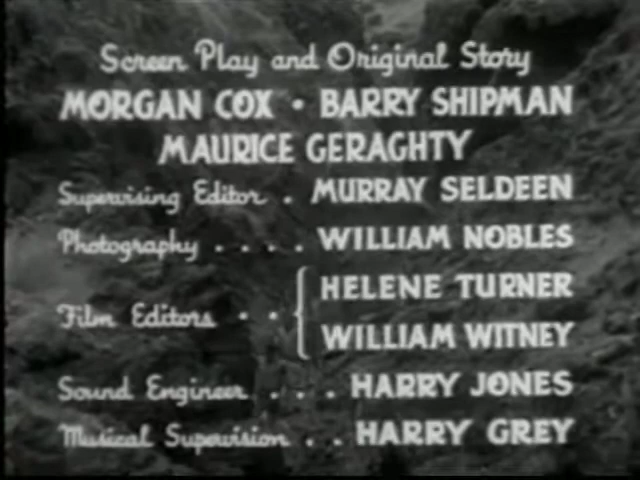 Screen Play and Original Story
MORGAN COX • BARRY SHIPMAN
MAURICE GERAGHTY
Supervising Editor . MURRAY SELDEEN
Photography . . . . WILLIAM NOBLES
Film Editors . . { HELENE TURNER
WILLIAM WITNEY
Sound Engineer . . . HARRY JONES
Musical Supervision . . HARRY GREY